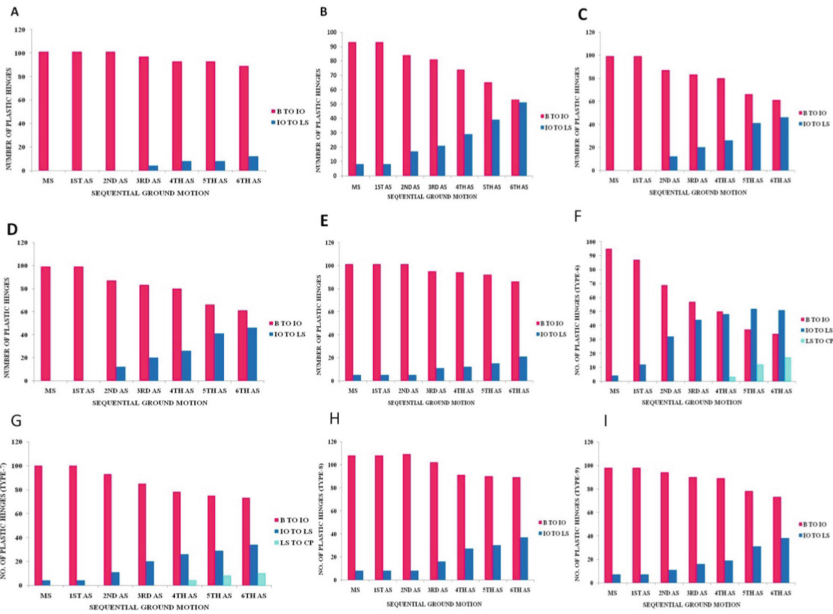 A
NUMBER OF PLASTIC HINGES
120
100
80
60
40
20
0
MS 1ST AS 2ND AS 3RD AS 4TH AS 5TH AS 6TH AS
SEQUENTIAL GROUND MOTION
B TO IO
IO TO LS
B
NUMBER OF PLASTIC HINGES
100
90
80
70
60
50
40
30
20
10
0
MS 1ST AS 2ND AS 3RD AS 4TH AS 5TH AS 6TH AS
SEQUENTIAL GROUND MOTION
B TO IO
IO TO LS
C
NUMBER OF PLASTIC HINGES
120
100
80
60
40
20
0
MS 1ST AS 2ND AS 3RD AS 4TH AS 5TH AS 6TH AS
SEQUENTIAL GROUND MOTION
B TO IO
IO TO LS
D
NUMBER OF PLASTIC HINGES
120
100
80
60
40
20
0
MS 1ST AS 2ND AS 3RD AS 4TH AS 5TH AS 6TH AS
SEQUENTIAL GROUND MOTION
B TO IO
IO TO LS
E
NUMBER OF PLASTIC HINGES
120
100
80
60
40
20
0
MS 1ST AS 2ND AS 3RD AS 4TH AS 5TH AS 6TH AS
SEQUENTIAL GROUND MOTION
B TO IO
IO TO LS
F
NO. OF PLASTIC HINGES (TYPE-6)
100
90
80
70
60
50
40
30
20
10
0
MS 1ST AS 2ND AS 3RD AS 4TH AS 5TH AS 6TH AS
SEQUENTIAL GROUND MOTION
B TO IO
IO TO LS
LS TO CP
G
NO. OF PLASTIC HINGES (TYPE-7)
120
100
80
60
40
20
0
MS 1ST AS 2ND AS 3RD AS 4TH AS 5TH AS 6TH AS
SEQUENTIAL GROUND MOTION
B TO IO
IO TO LS
LS TO CP
H
NO. OF PLASTIC HINGES (TYPE-8)
120
100
80
60
40
20
0
MS 1ST AS 2ND AS 3RD AS 4TH AS 5TH AS 6TH AS
SEQUENTIAL GROUND MOTION
B TO IO
IO TO LS
I
NO. OF PLASTIC HINGES (TYPE-9)
120
100
80
60
40
20
0
MS 1ST AS 2ND AS 3RD AS 4TH AS 5TH AS 6TH AS
SEQUENTIAL GROUND MOTION
B TO IO
IO TO LS